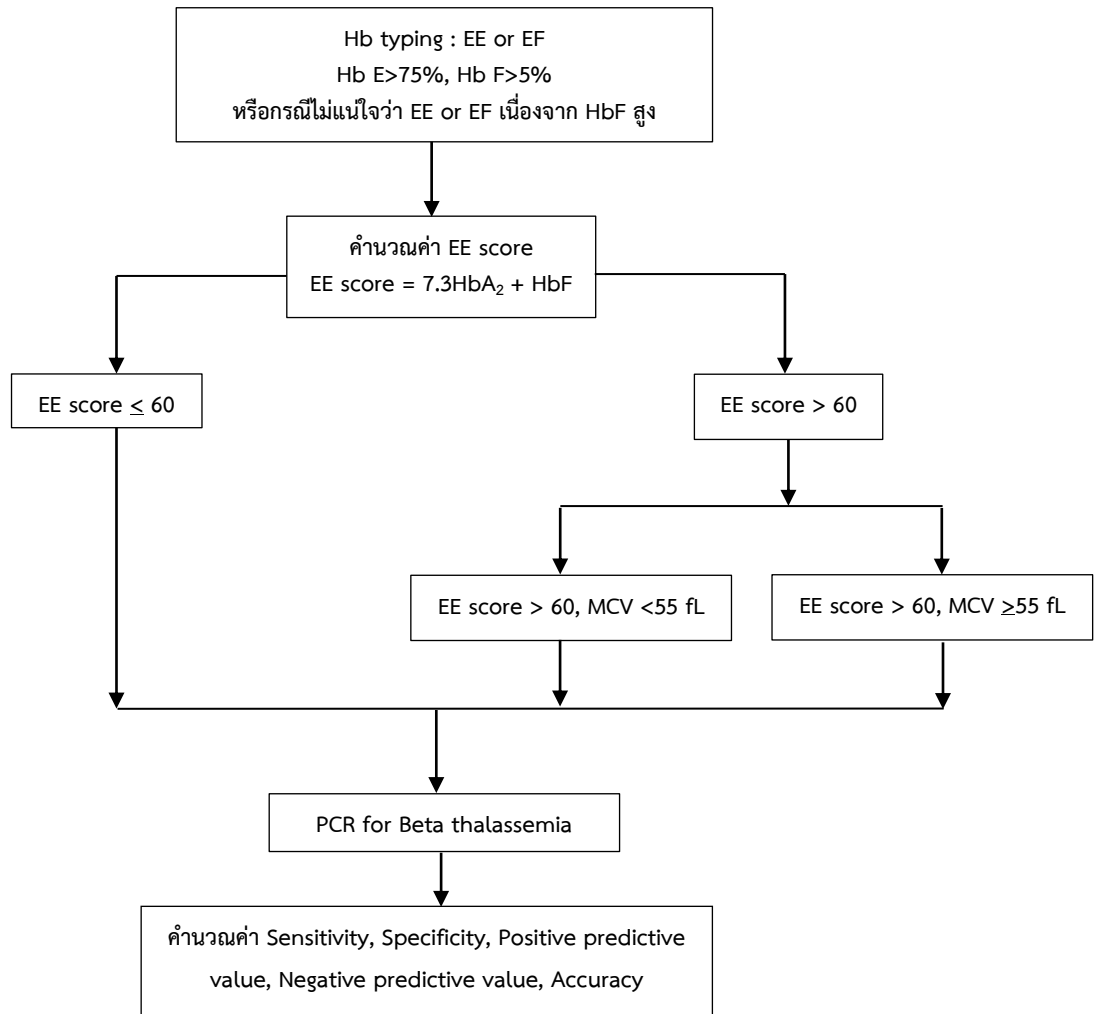 Hb typing : EE or EF
Hb E>75%, Hb F>5%
หรือกรณีไม่แน่ใจว่า EE or EF เนื่องจาก HbF สูง
คำนวณค่า EE score
EE score = 7.3HbA₂ + HbF
EE score ≤ 60
EE score > 60
EE score > 60, MCV <55 fL
EE score > 60, MCV ≥55 fL
PCR for Beta thalassemia
คำนวณค่า Sensitivity, Specificity, Positive predictive
value, Negative predictive value, Accuracy